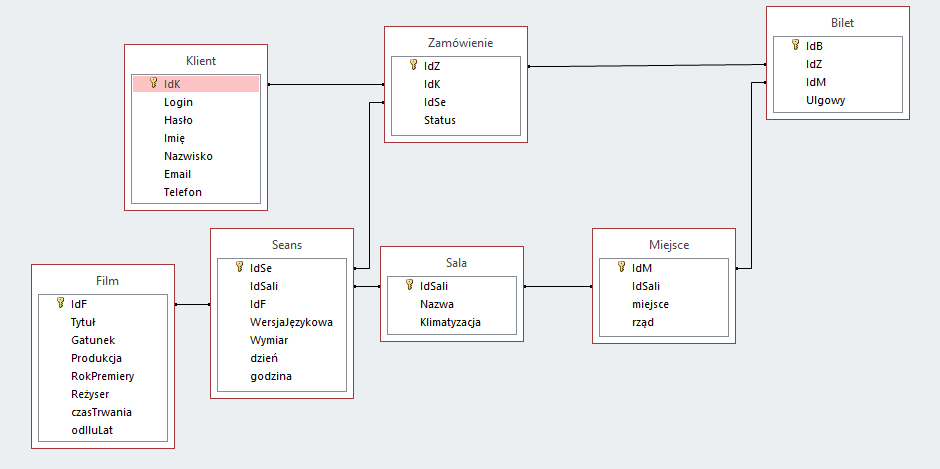 Klient
IdK
Login
Hasło
Imię
Nazwisko
Email
Telefon
Zamówienie
IdZ
IdK
IdSe
Status
Bilet
IdB
IdZ
IdM
Ulgowy
Film
IdF
Tytuł
Gatunek
Produkcja
RokPremiery
Reżyser
czasTrwania
odIluLat
Seans
IdSe
IdSali
IdF
WersjaJęzykowa
Wymiar
dzień
godzina
Sala
IdSali
Nazwa
Klimatyzacja
Miejsce
IdM
IdSali
miejsce
rząd